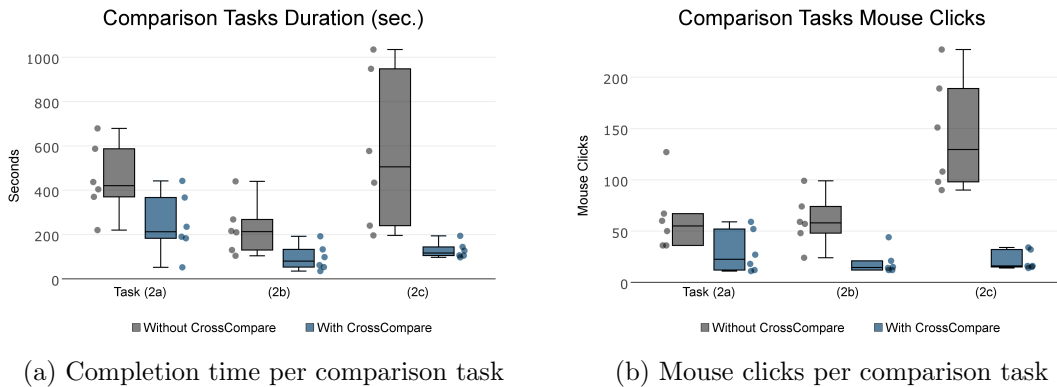 Comparison Tasks Duration (sec.)
1000
800
600
400
200
0
Seconds
Task (2a) (2b) (2c)
Without CrossCompare With CrossCompare
(a) Completion time per comparison task
Comparison Tasks Mouse Clicks
200
150
100
50
0
Mouse Clicks
Task (2a) (2b) (2c)
Without CrossCompare With CrossCompare
(b) Mouse clicks per comparison task